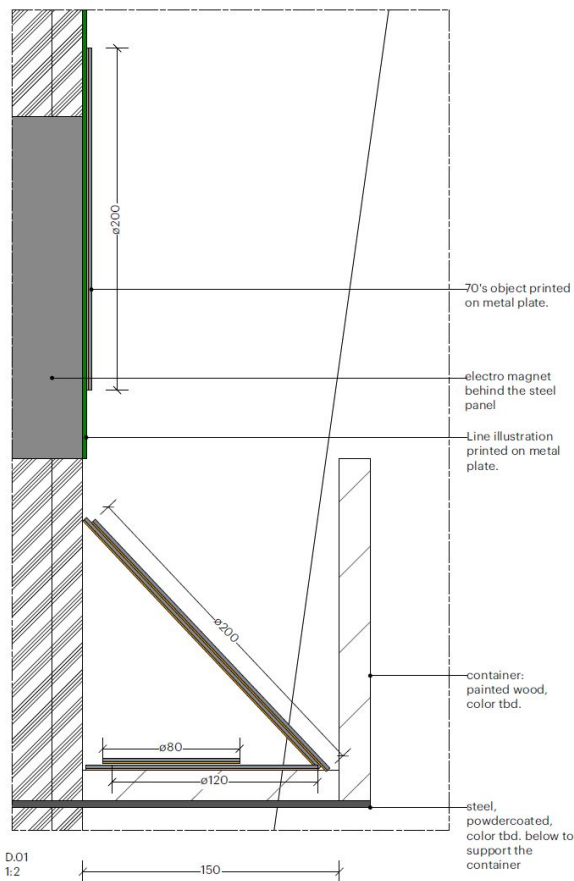 ø200
70's object printed
on metal plate.
electro magnet
behind the steel
panel
Line illustration
printed on metal
plate.
ø200
container:
painted wood,
color tbd.
ø80
ø120
steel,
powdercoated,
color tbd. below to
support the
container
D.01
1:2
150